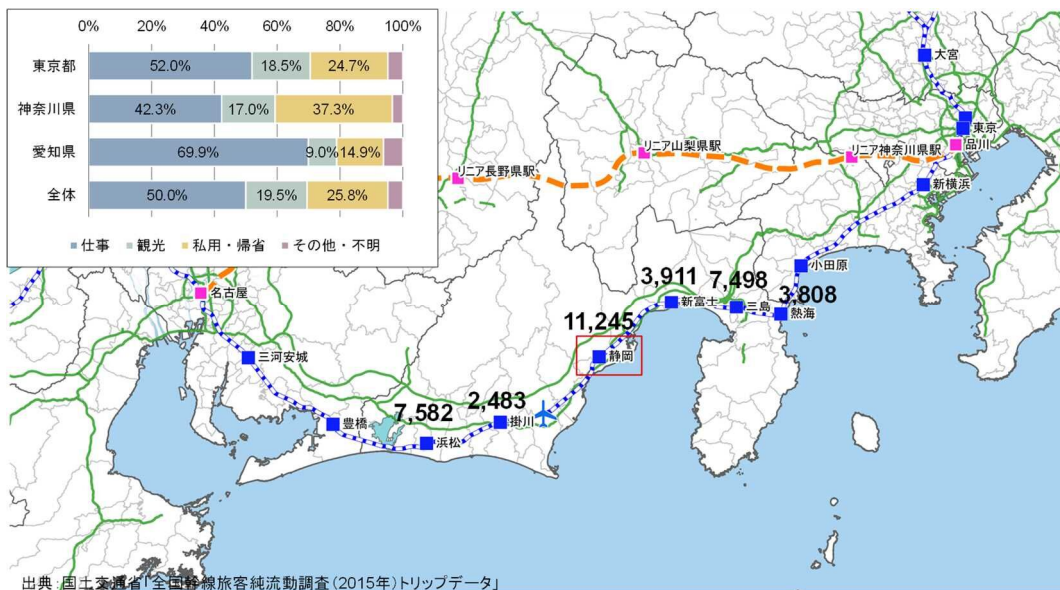 0% 20% 40% 60% 80% 100%
東京都 52.0% 18.5% 24.7%
神奈川県 42.3% 17.0% 37.3%
愛知県 69.9% 9.0% 14.9%
全体 50.0% 19.5% 25.8%
仕事 観光 私用・帰省 その他・不明
大宮
東京
品川
リニア山梨県駅
リニア神奈川県駅
リニア長野県駅
新横浜
小田原
3,911
7,498
3,808
名古屋
新富士
三島
熱海
11,245
静岡
三河安城
7,582
2,483
豊橋
浜松
掛川
出典:国土交通省「全国幹線旅客純流動調査(2015年)トリップデータ」